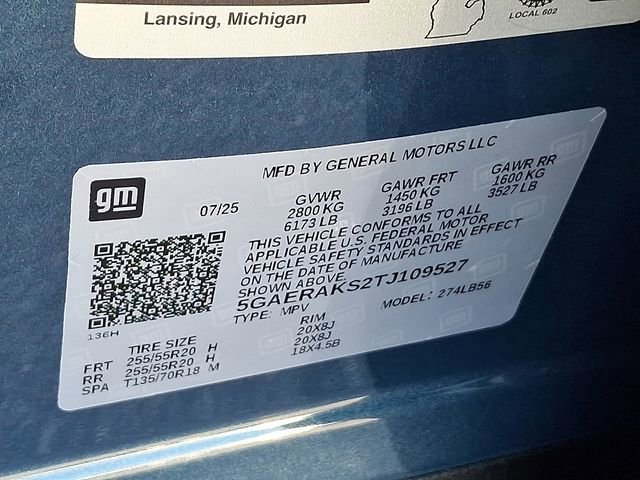 Lansing, Michigan
LOCAL 602
gm
MFD BY GENERAL MOTORS LLC
07/25
GVWR GAWR FRT GAWR RR
2800 KG 1450 KG 1600 KG
6173 LB 3196 LB 3527 LB
THIS VEHICLE CONFORMS TO ALL
APPLICABLE U.S. FEDERAL MOTOR
VEHICLE SAFETY STANDARDS IN EFFECT
ON THE DATE OF MANUFACTURE
SHOWN ABOVE.
5GAERAKS2TJ109527
TYPE: MPV MODEL: 274LB56
136H
TIRE SIZE RIM
FRT 255/55R20 H 20X8J
RR 255/55R20 H 20X8J
SPA T135/70R18 M 18X4.5B